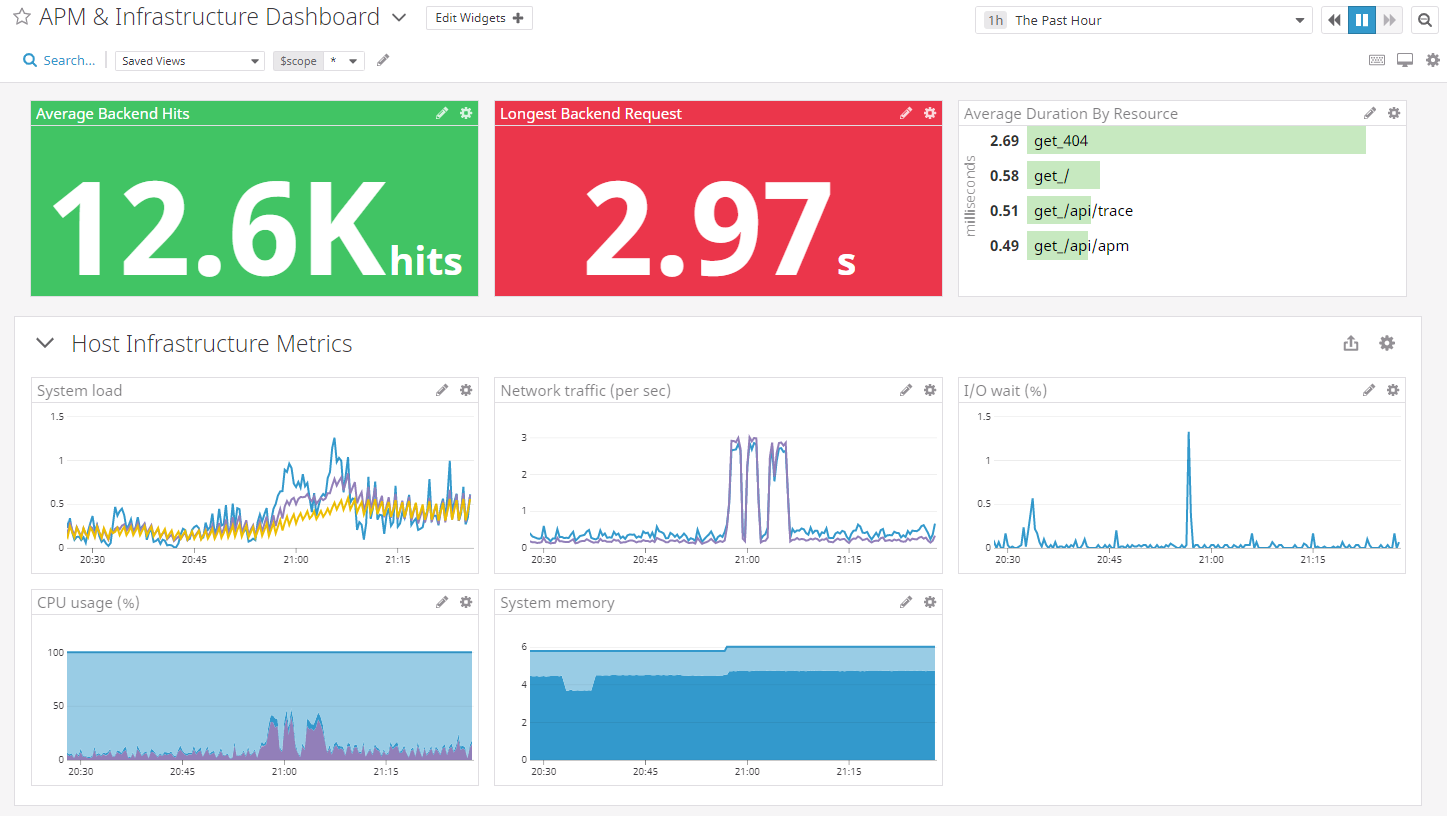 APM & Infrastructure Dashboard
Edit Widgets
1h The Past Hour
Search...
Saved Views
$scope *
Average Backend Hits
12.6K hits
Longest Backend Request
2.97 s
Average Duration By Resource
milliseconds
2.69 get_404
0.58 get_/
0.51 get_/api/trace
0.49 get_/api/apm
Host Infrastructure Metrics
System load
1.5
1
0.5
0
20:30 20:45 21:00 21:15
Network traffic (per sec)
3
2
1
0
20:30 20:45 21:00 21:15
I/O wait (%)
1.5
1
0.5
0
20:30 20:45 21:00 21:15
CPU usage (%)
100
50
0
20:30 20:45 21:00 21:15
System memory
6
4
2
0
20:30 20:45 21:00 21:15